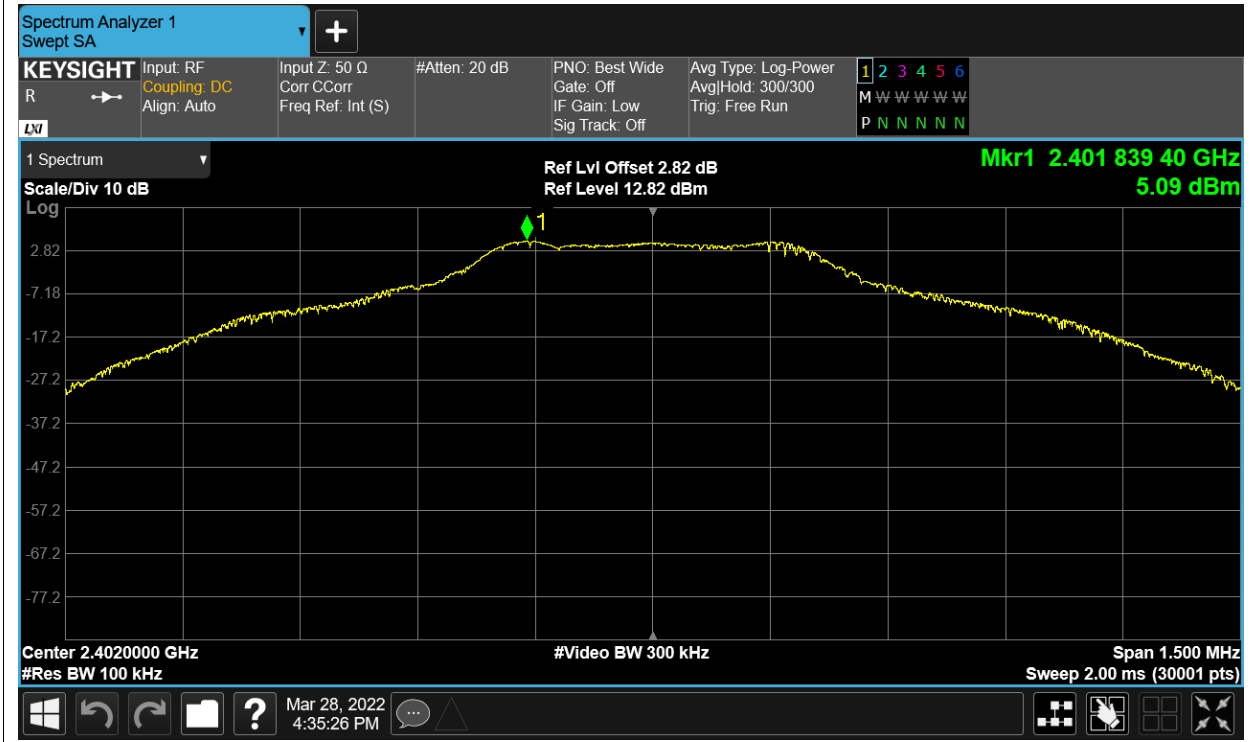 Spectrum Analyzer 1
Swept SA
KEYSIGHT
R
LXI
Input: RF
Coupling: DC
Align: Auto
Input Z: 50 Ω
Corr CCorr
Freq Ref: Int (S)
#Atten: 20 dB
PNO: Best Wide
Gate: Off
IF Gain: Low
Sig Track: Off
Avg Type: Log-Power
Avg|Hold: 300/300
Trig: Free Run
1 2 3 4 5 6
M W W W W W W
P N N N N N N
1 Spectrum
Scale/Div 10 dB
Log
Ref Lvl Offset 2.82 dB
Ref Level 12.82 dBm
Mkr1 2.401 839 40 GHz
5.09 dBm
1
2.82
-7.18
-17.2
-27.2
-37.2
-47.2
-57.2
-67.2
-77.2
Center 2.4020000 GHz
#Video BW 300 kHz
Span 1.500 MHz
#Res BW 100 kHz
Sweep 2.00 ms (30001 pts)
?
Mar 28, 2022
4:35:26 PM